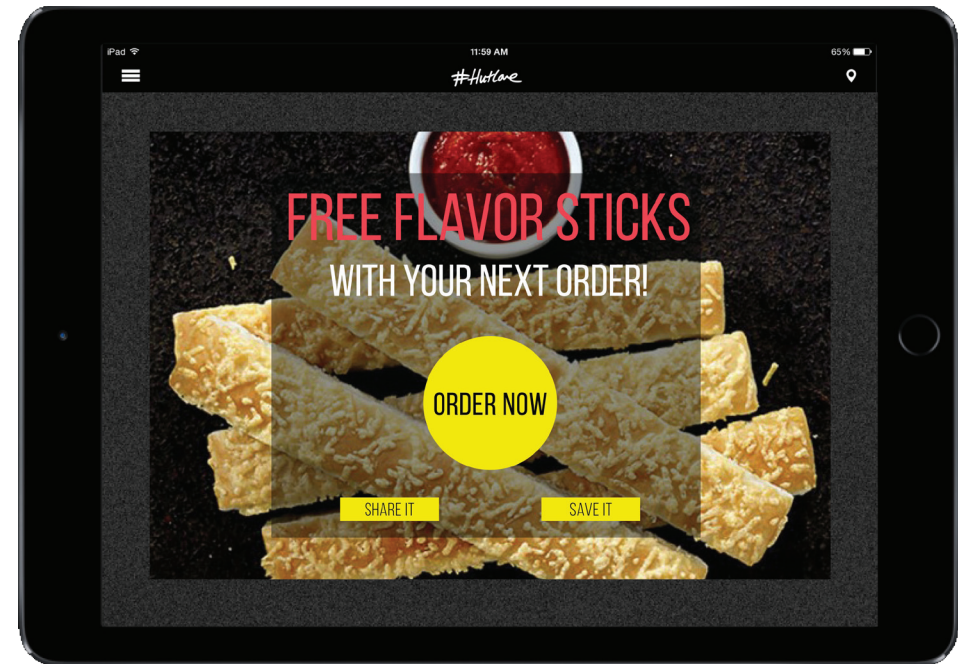 iPad 11:59 AM 65%
#HutLove
FREE FLAVOR STICKS
WITH YOUR NEXT ORDER!
ORDER NOW
SHARE IT SAVE IT